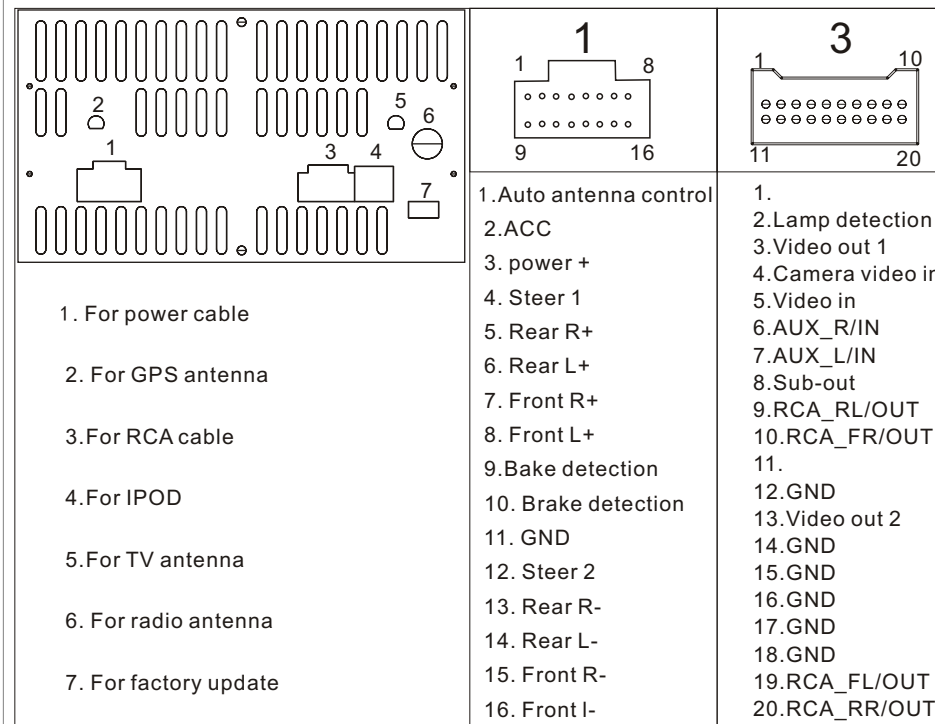 2
5
6
1
3 4
7
1. For power cable
2. For GPS antenna
3.For RCA cable
4.For IPOD
5.For TV antenna
6. For radio antenna
7. For factory update
1
1 8
9 16
1.Auto antenna control
2.ACC
3. power +
4. Steer 1
5. Rear R+
6. Rear L+
7. Front R+
8. Front L+
9.Bake detection
10. Brake detection
11. GND
12. Steer 2
13. Rear R-
14. Rear L-
15. Front R-
16. Front l-
3
1 10
11 20
1.
2.Lamp detection
3.Video out 1
4.Camera video in
5.Video in
6.AUX_R/IN
7.AUX_L/IN
8.Sub-out
9.RCA_RL/OUT
10.RCA_FR/OUT
11.
12.GND
13.Video out 2
14.GND
15.GND
16.GND
17.GND
18.GND
19.RCA_FL/OUT
20.RCA_RR/OUT